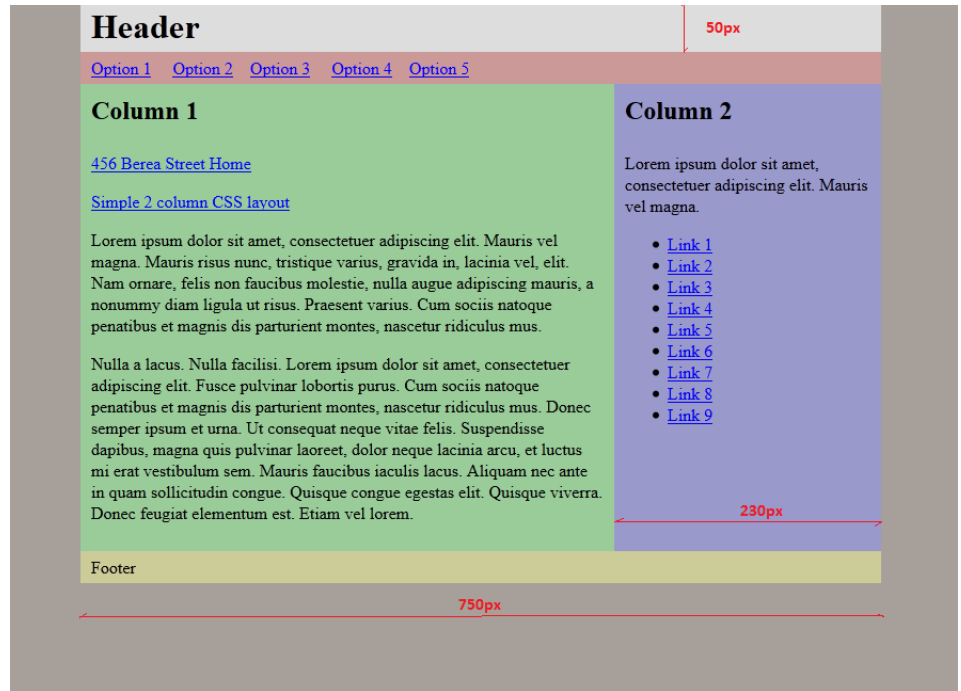 Header
50px
Option 1 Option 2 Option 3 Option 4 Option 5
Column 1
456 Berea Street Home
Simple 2 column CSS layout
Lorem ipsum dolor sit amet, consectetuer adipiscing elit. Mauris vel
magna. Mauris risus nunc, tristique varius, gravida in, lacinia vel, elit.
Nam ornare, felis non faucibus molestie, nulla augue adipiscing mauris, a
nonummy diam ligula ut risus. Praesent varius. Cum sociis natoque
penatibus et magnis dis parturient montes, nascetur ridiculus mus.
Nulla a lacus. Nulla facilisi. Lorem ipsum dolor sit amet, consectetuer
adipiscing elit. Fusce pulvinar lobortis purus. Cum sociis natoque
penatibus et magnis dis parturient montes, nascetur ridiculus mus. Donec
semper ipsum et urna. Ut consequat neque vitae felis. Suspendisse
dapibus, magna quis pulvinar laoreet, dolor neque lacinia arcu, et luctus
mi erat vestibulum sem. Mauris faucibus iaculis lacus. Aliquam nec ante
in quam sollicitudin congue. Quisque congue egestas elit. Quisque viverra.
Donec feugiat elementum est. Etiam vel lorem.
Column 2
Lorem ipsum dolor sit amet,
consectetuer adipiscing elit. Mauris
vel magna.
Link 1
Link 2
Link 3
Link 4
Link 5
Link 6
Link 7
Link 8
Link 9
230px
Footer
750px